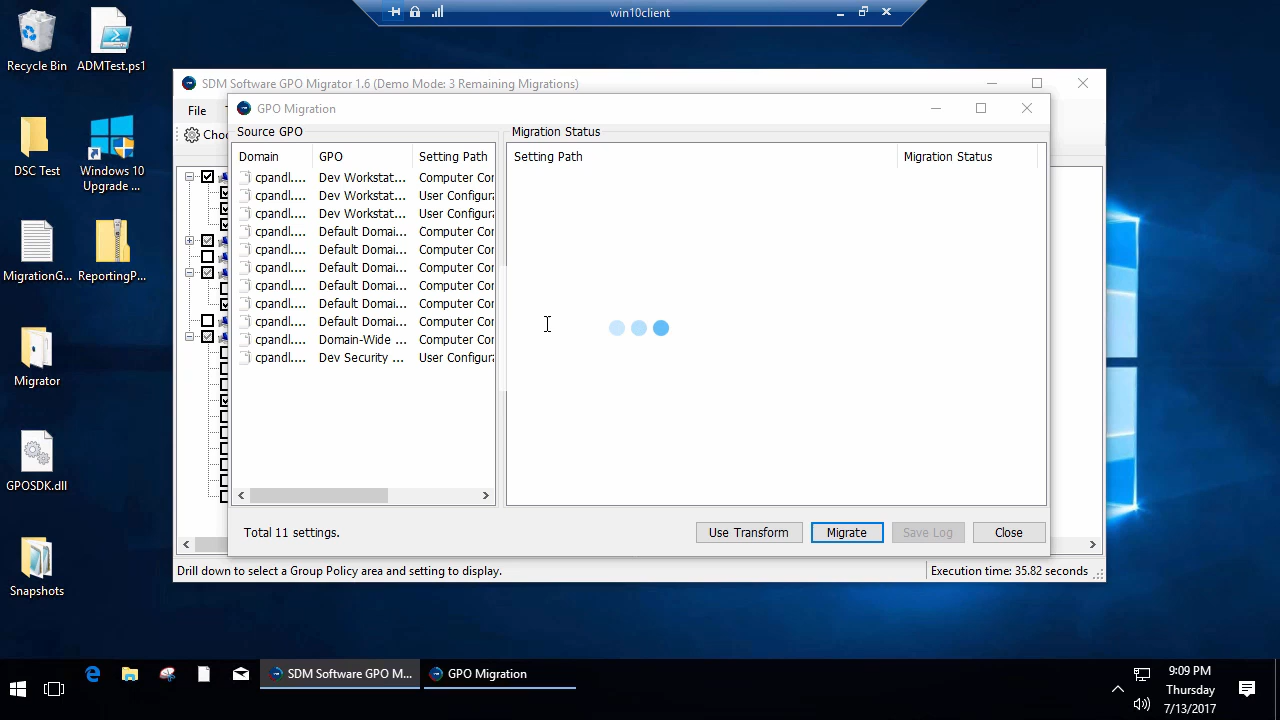 win10client
Recycle Bin
ADMTest.ps1
DSC Test
Windows 10
Upgrade ...
MigrationG...
ReportingP...
Migrator
GPOSDK.dll
Snapshots
SDM Software GPO Migrator 1.6 (Demo Mode: 3 Remaining Migrations)
File
GPO Migration
Source GPO
Domain GPO Setting Path
cpandl.... Dev Workstat... Computer Cor
cpandl.... Dev Workstat... User Configura
cpandl.... Dev Workstat... User Configura
cpandl.... Default Domai... Computer Cor
cpandl.... Default Domai... Computer Cor
cpandl.... Default Domai... Computer Cor
cpandl.... Default Domai... Computer Cor
cpandl.... Default Domai... Computer Cor
cpandl.... Default Domai... Computer Cor
cpandl.... Domain-Wide ... Computer Cor
cpandl.... Dev Security ... User Configura
Migration Status
Setting Path Migration Status
Total 11 settings.
Use Transform
Migrate
Save Log
Close
Drill down to select a Group Policy area and setting to display.
Execution time: 35.82 seconds
SDM Software GPO M...
GPO Migration
9:09 PM
Thursday
7/13/2017